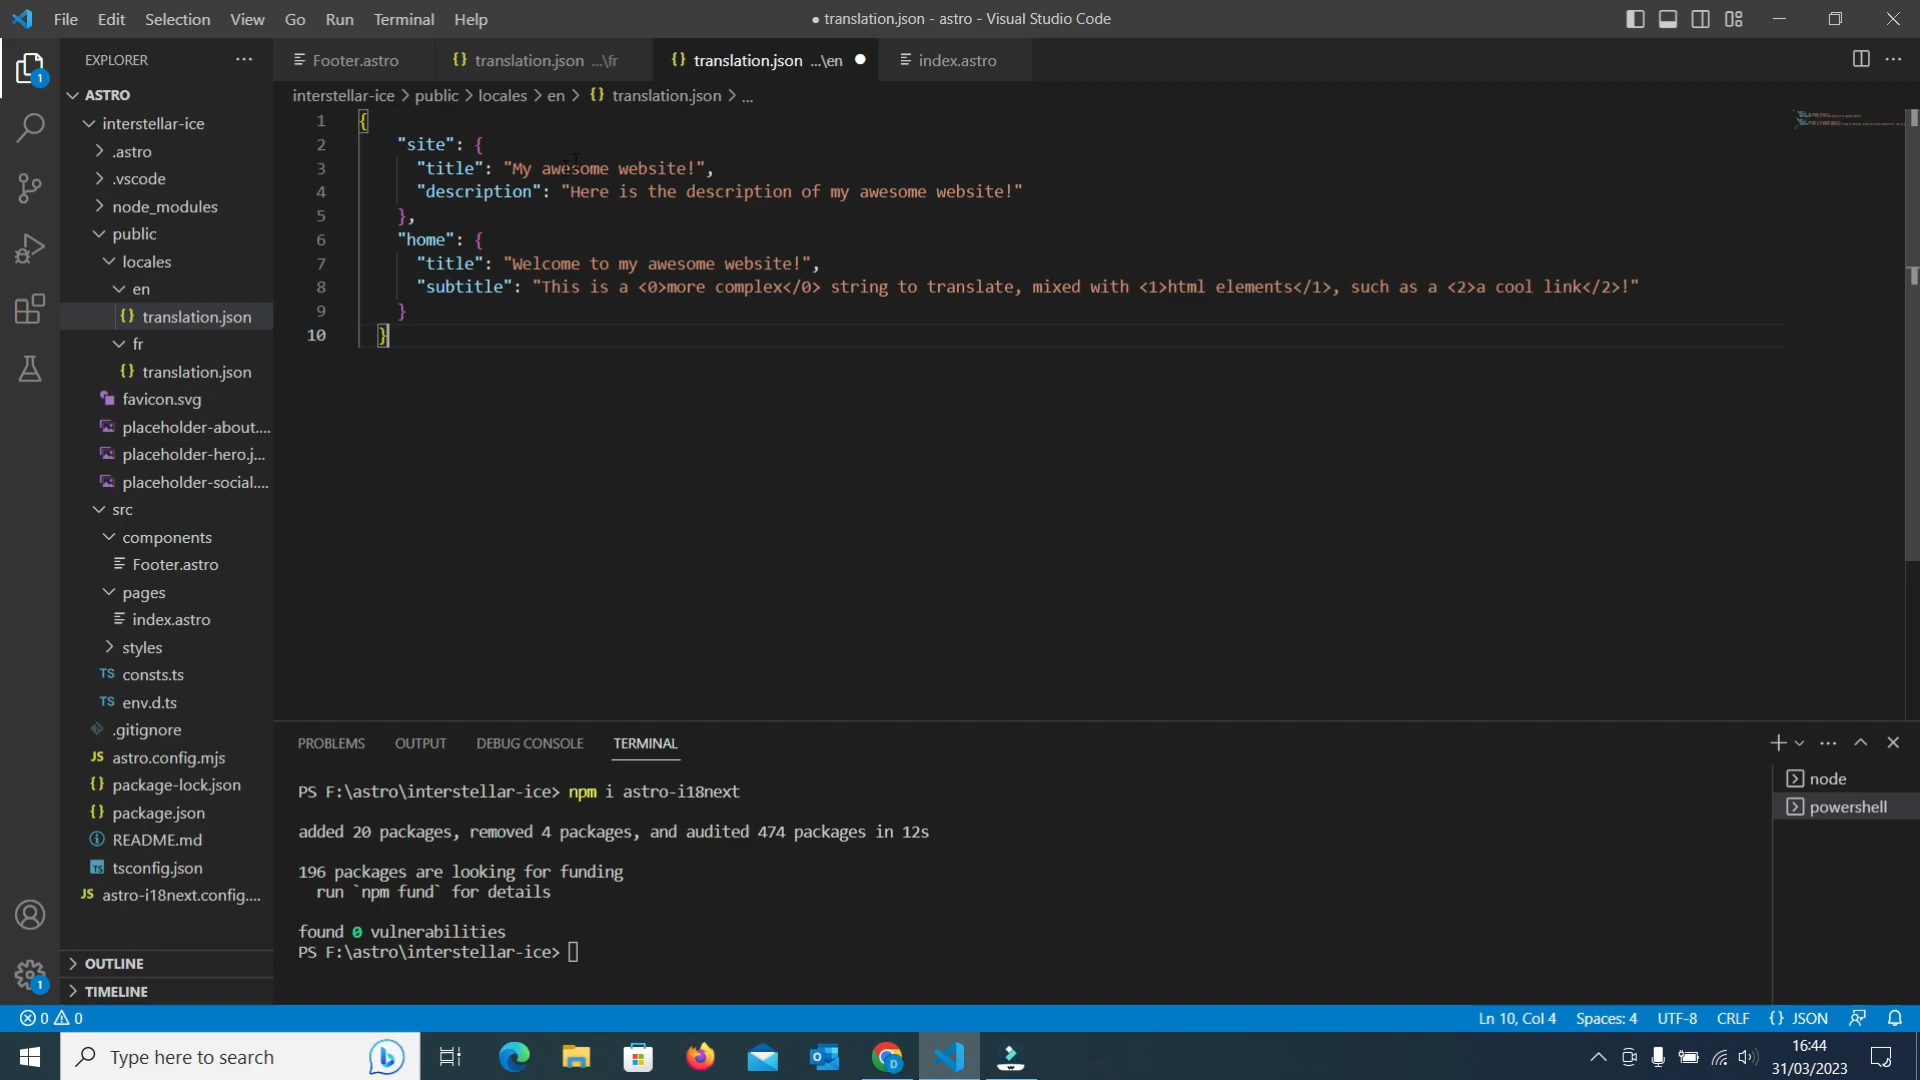 File Edit Selection View Go Run Terminal Help
● translation.json - astro - Visual Studio Code
EXPLORER
ASTRO
interstellar-ice
.astro
.vscode
node_modules
public
locales
en
translation.json
fr
translation.json
favicon.svg
placeholder-about....
placeholder-hero.j...
placeholder-social....
src
components
Footer.astro
pages
index.astro
styles
TS consts.ts
TS env.d.ts
.gitignore
JS astro.config.mjs
{} package-lock.json
{} package.json
README.md
TS tsconfig.json
JS astro-i18next.config....
OUTLINE
TIMELINE
Footer.astro
{} translation.json ...\fr
{} translation.json ...\en
index.astro
interstellar-ice > public > locales > en > {} translation.json > ...
1 {
2 "site": {
3 "title": "My awesome website!",
4 "description": "Here is the description of my awesome website!"
5 },
6 "home": {
7 "title": "Welcome to my awesome website!",
8 "subtitle": "This is a <0>more complex</0> string to translate, mixed with <1>html elements</1>, such as a <2>a cool link</2>!"
9 }
10 }
PROBLEMS OUTPUT DEBUG CONSOLE TERMINAL
PS F:\astro\interstellar-ice> npm i astro-i18next
added 20 packages, removed 4 packages, and audited 474 packages in 12s
196 packages are looking for funding
run `npm fund` for details
found 0 vulnerabilities
PS F:\astro\interstellar-ice>
node
powershell
0 0
Ln 10, Col 4 Spaces: 4 UTF-8 CRLF {} JSON
Type here to search
16:44
31/03/2023